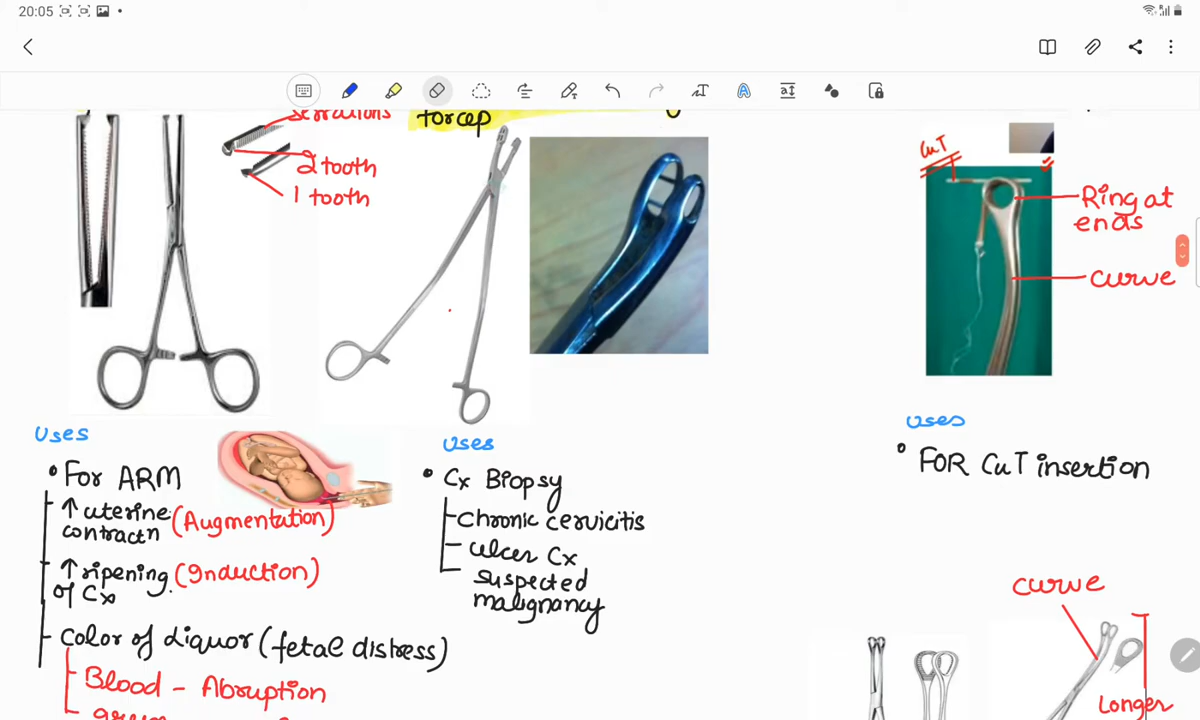 20:05
serrations
2 tooth
1 tooth
forcep
CuT
Ring at
ends
curve
Uses
• For ARM
↑ uterine (Augmentation)
contractn
↑ ripening (Induction)
of Cx
color of liquor (fetal distress)
Blood - Abruption
Uses
• Cx Biopsy
Chronic cervicitis
ulcer Cx
suspected
malignancy
Uses
° FOR CuT insertion
curve
Longer